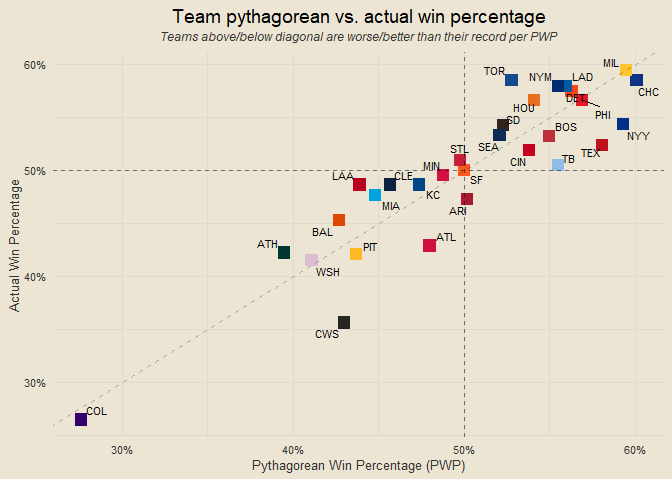 Team pythagorean vs. actual win percentage
Teams above/below diagonal are worse/better than their record per PWP
60%
50%
40%
30%
Actual Win Percentage
MIL
TOR
NYM
LAD
CHC
DET
HOU
PHI
SD
BOS
NYY
SEA
STL
CIN
TEX
TB
MIN
SF
LAA
CLE
KC
MIA
ARI
BAL
ATL
ATH
PIT
WSH
CWS
COL
30%
40%
50%
60%
Pythagorean Win Percentage (PWP)